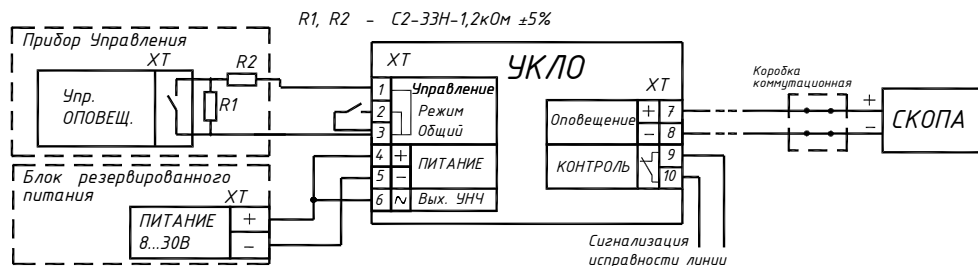 R1, R2 - С2-33Н-1,2кОм ±5%
Прибор Управления
ХТ
Упр.
ОПОВЕЩ.
R1
R2
Блок резервированного
питания
ХТ
ПИТАНИЕ
8...30В
+
−
УКЛО
ХТ
1 Управление
2 Режим
3 Общий
4 + ПИТАНИЕ
5 −
6 ~ Вых. УНЧ
ХТ
Оповещение + 7
− 8
КОНТРОЛЬ 9
10
Сигнализация
исправности линии
Коробка
коммутационная
+
−
СКОПА